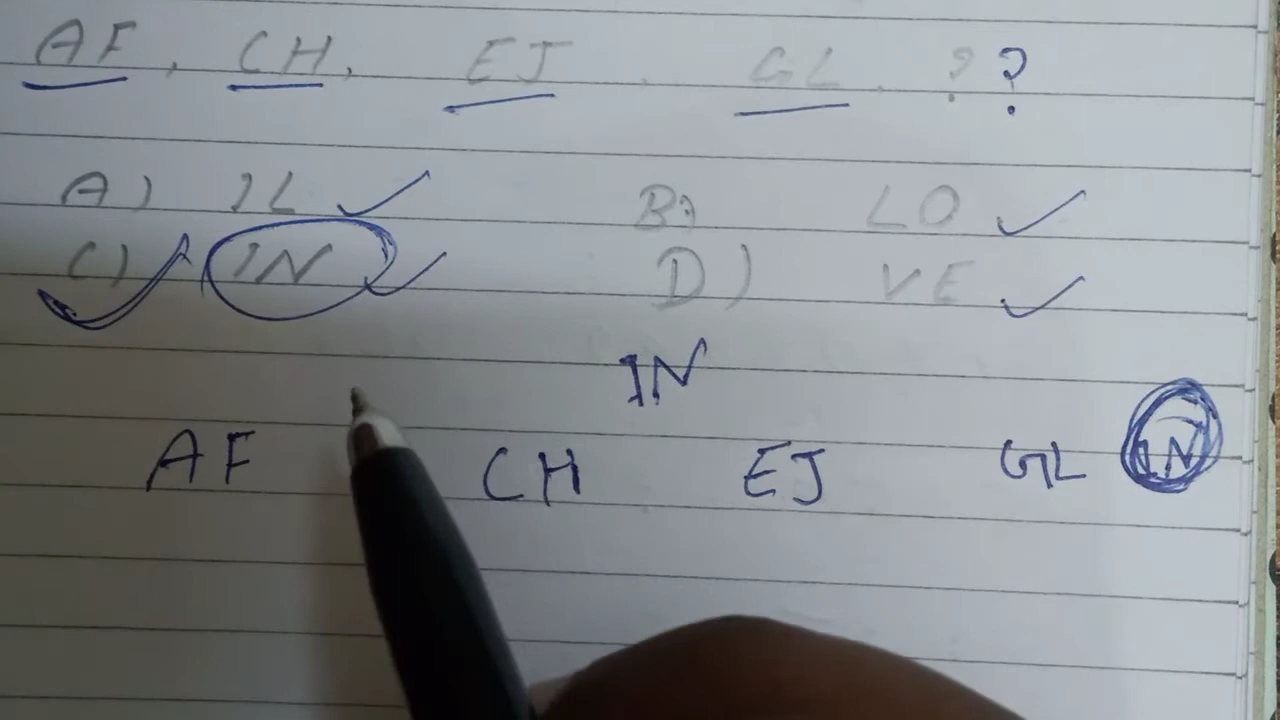 AF, CH, EJ, GL, ? ?
A) IL B) LO
C) IN D) VE
IN
AF CH EJ GL IN